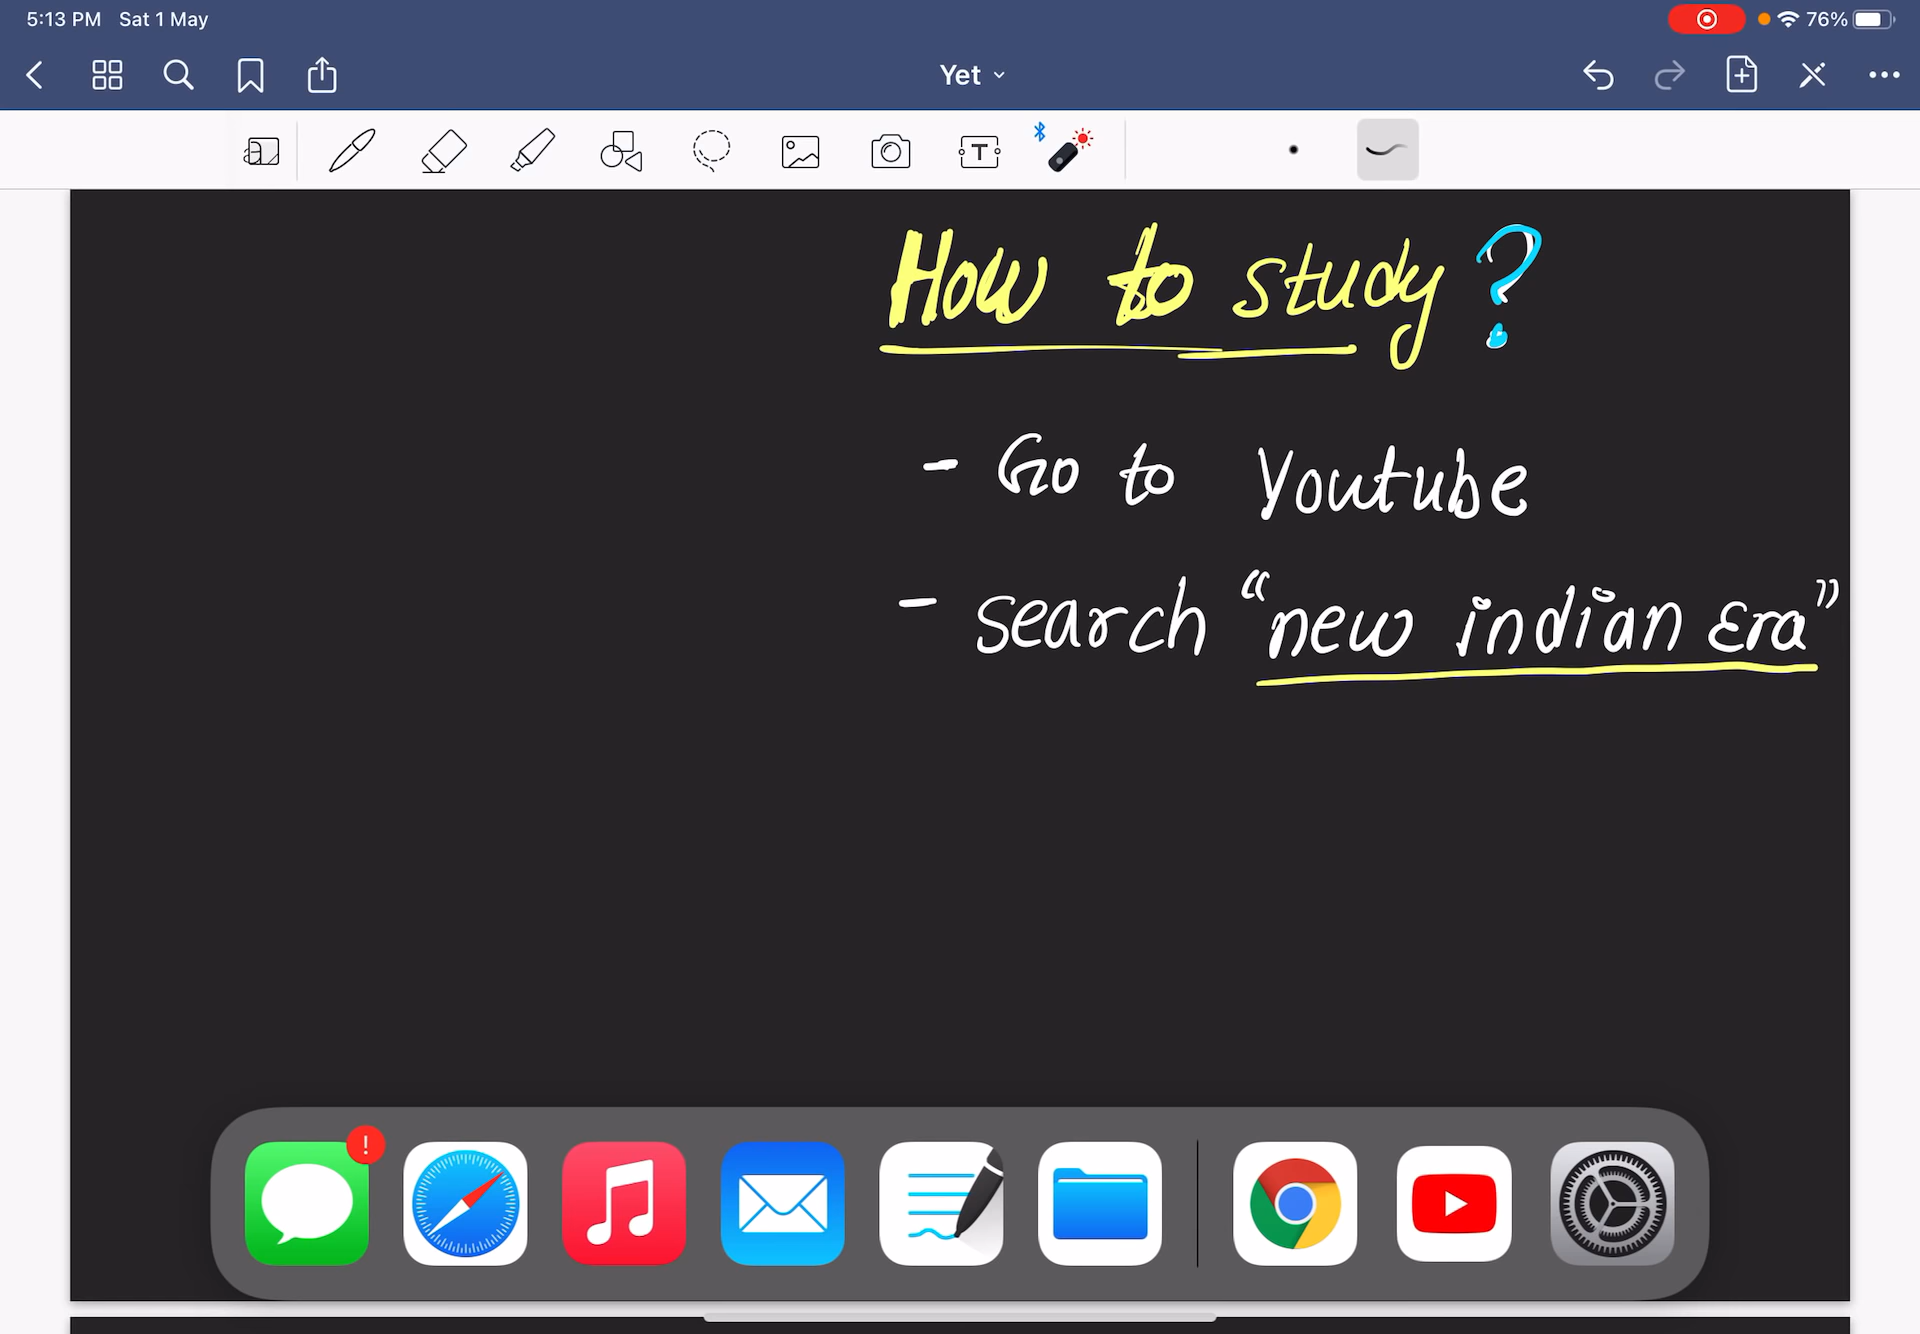 5:13 PM Sat 1 May 76%
Yet
T
How to study?
- Go to Youtube
- search "new indian Era"
!